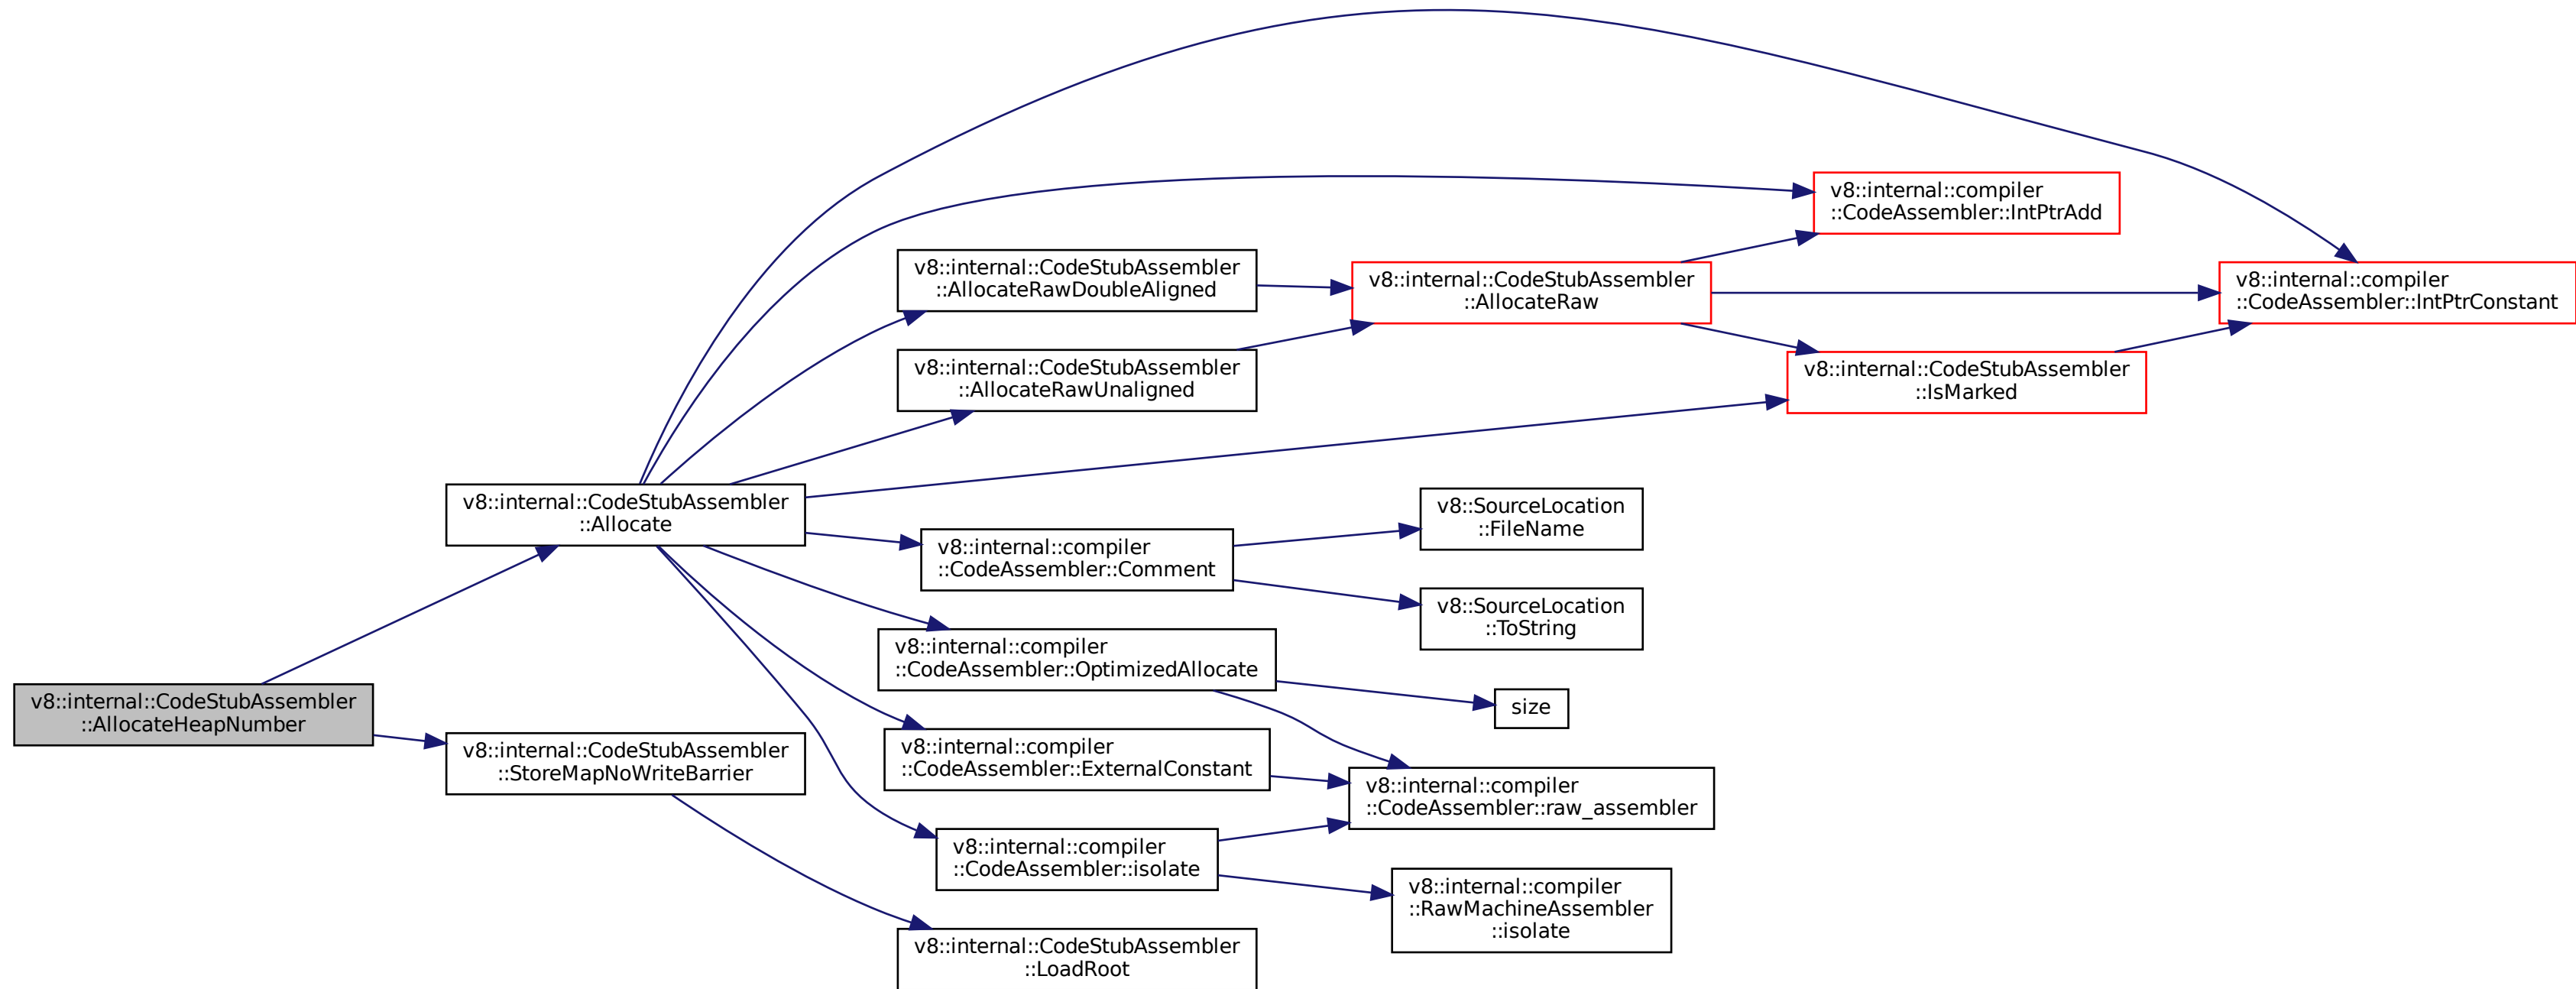 v8::internal::compiler
::CodeAssembler::IntPtrAdd
v8::internal::CodeStubAssembler
::AllocateRawDoubleAligned
v8::internal::CodeStubAssembler
::AllocateRaw
v8::internal::compiler
::CodeAssembler::IntPtrConstant
v8::internal::CodeStubAssembler
::AllocateRawUnaligned
v8::internal::CodeStubAssembler
::IsMarked
v8::internal::CodeStubAssembler
::Allocate
v8::SourceLocation
::FileName
v8::internal::compiler
::CodeAssembler::Comment
v8::SourceLocation
::ToString
v8::internal::compiler
::CodeAssembler::OptimizedAllocate
size
v8::internal::CodeStubAssembler
::AllocateHeapNumber
v8::internal::CodeStubAssembler
::StoreMapNoWriteBarrier
v8::internal::compiler
::CodeAssembler::ExternalConstant
v8::internal::compiler
::CodeAssembler::raw_assembler
v8::internal::compiler
::CodeAssembler::isolate
v8::internal::compiler
::RawMachineAssembler
::isolate
v8::internal::CodeStubAssembler
::LoadRoot